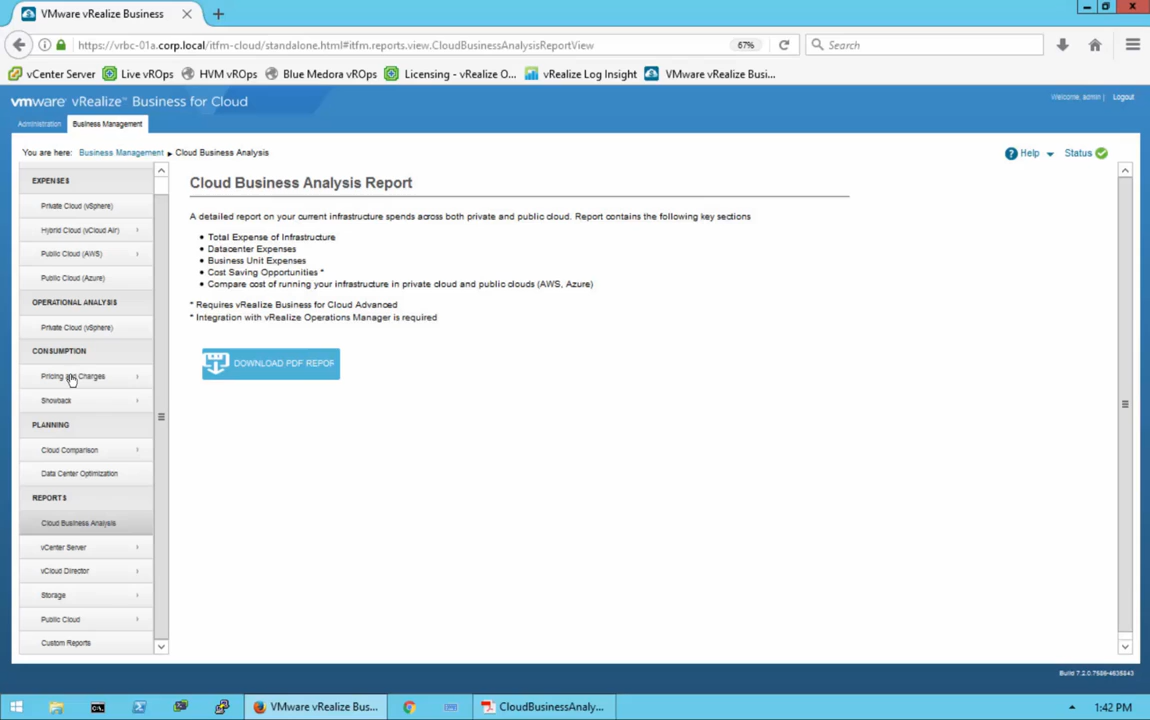 VMware vRealize Business
https://vrbc-01a.corp.local/itfm-cloud/standalone.html#itfm.reports.view.CloudBusinessAnalysisReportView
67%
Search
vCenter Server
Live vROps
HVM vROps
Blue Medora vROps
Licensing - vRealize O...
vRealize Log Insight
VMware vRealize Busi...
vmware vRealize™ Business for Cloud
Welcome, admin |
Logout
Administration
Business Management
You are here:
Business Management ▸ Cloud Business Analysis
Help
Status
EXPENSES
Private Cloud (vSphere)
Hybrid Cloud (vCloud Air)
Public Cloud (AWS)
Public Cloud (Azure)
OPERATIONAL ANALYSIS
Private Cloud (vSphere)
CONSUMPTION
Pricing Charges
Showback
PLANNING
Cloud Comparison
Data Center Optimization
REPORTS
Cloud Business Analysis
vCenter Server
vCloud Director
Storage
Public Cloud
Custom Reports
Cloud Business Analysis Report
A detailed report on your current infrastructure spends across both private and public cloud. Report contains the following key sections
• Total Expense of Infrastructure
• Datacenter Expenses
• Business Unit Expenses
• Cost Saving Opportunities *
• Compare cost of running your infrastructure in private cloud and public clouds (AWS, Azure)
* Requires vRealize Business for Cloud Advanced
* Integration with vRealize Operations Manager is required
DOWNLOAD PDF REPOR
VMware vRealize Bus...
CloudBusinessAnaly...
1:42 PM